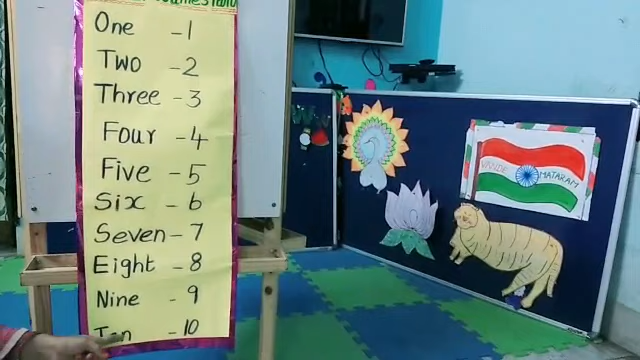 One - 1
Two - 2
Three - 3
Four - 4
Five - 5
Six - 6
Seven - 7
Eight - 8
Nine - 9
Ten - 10
VANDE MATARAM